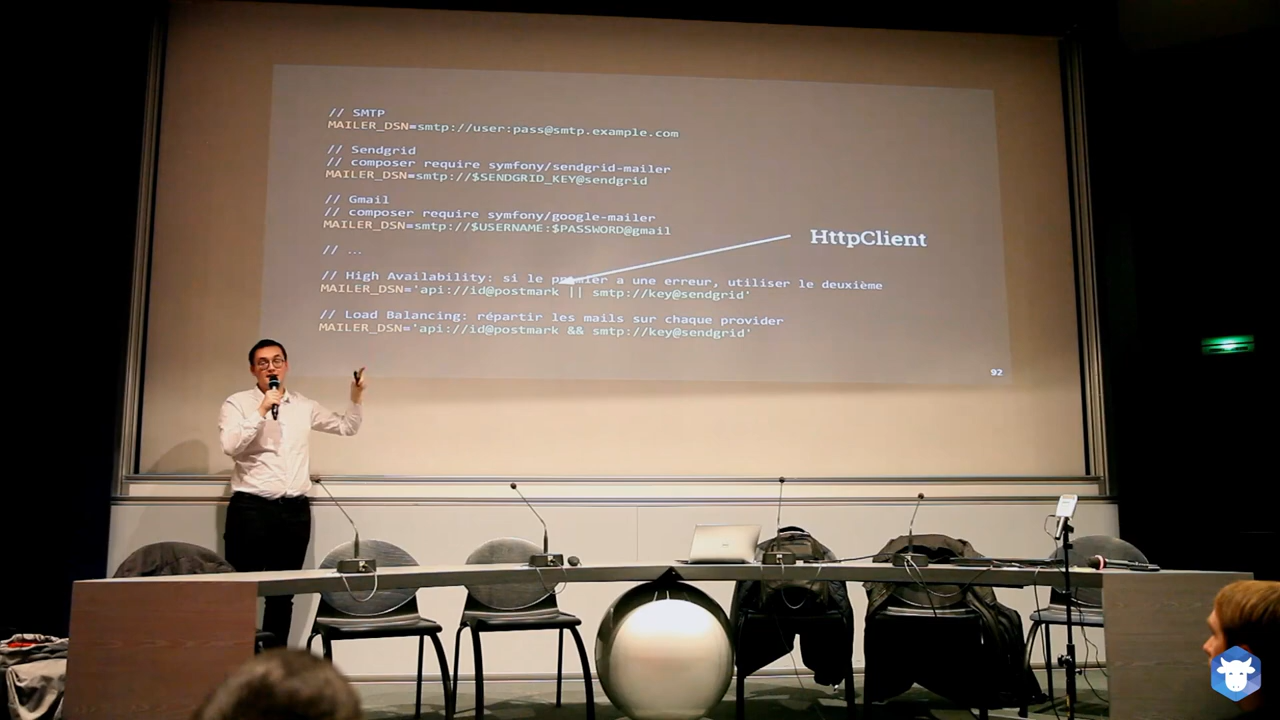 // SMTP
MAILER_DSN=smtp://user:pass@smtp.example.com
// Sendgrid
// composer require symfony/sendgrid-mailer
MAILER_DSN=smtp://$SENDGRID_KEY@sendgrid
// Gmail
// composer require symfony/google-mailer
MAILER_DSN=smtp://$USERNAME:$PASSWORD@gmail
HttpClient
// ...
// High Availability: si le premier a une erreur, utiliser le deuxième
MAILER_DSN='api://id@postmark || smtp://key@sendgrid'
// Load Balancing: répartir les mails sur chaque provider
MAILER_DSN='api://id@postmark && smtp://key@sendgrid'
92